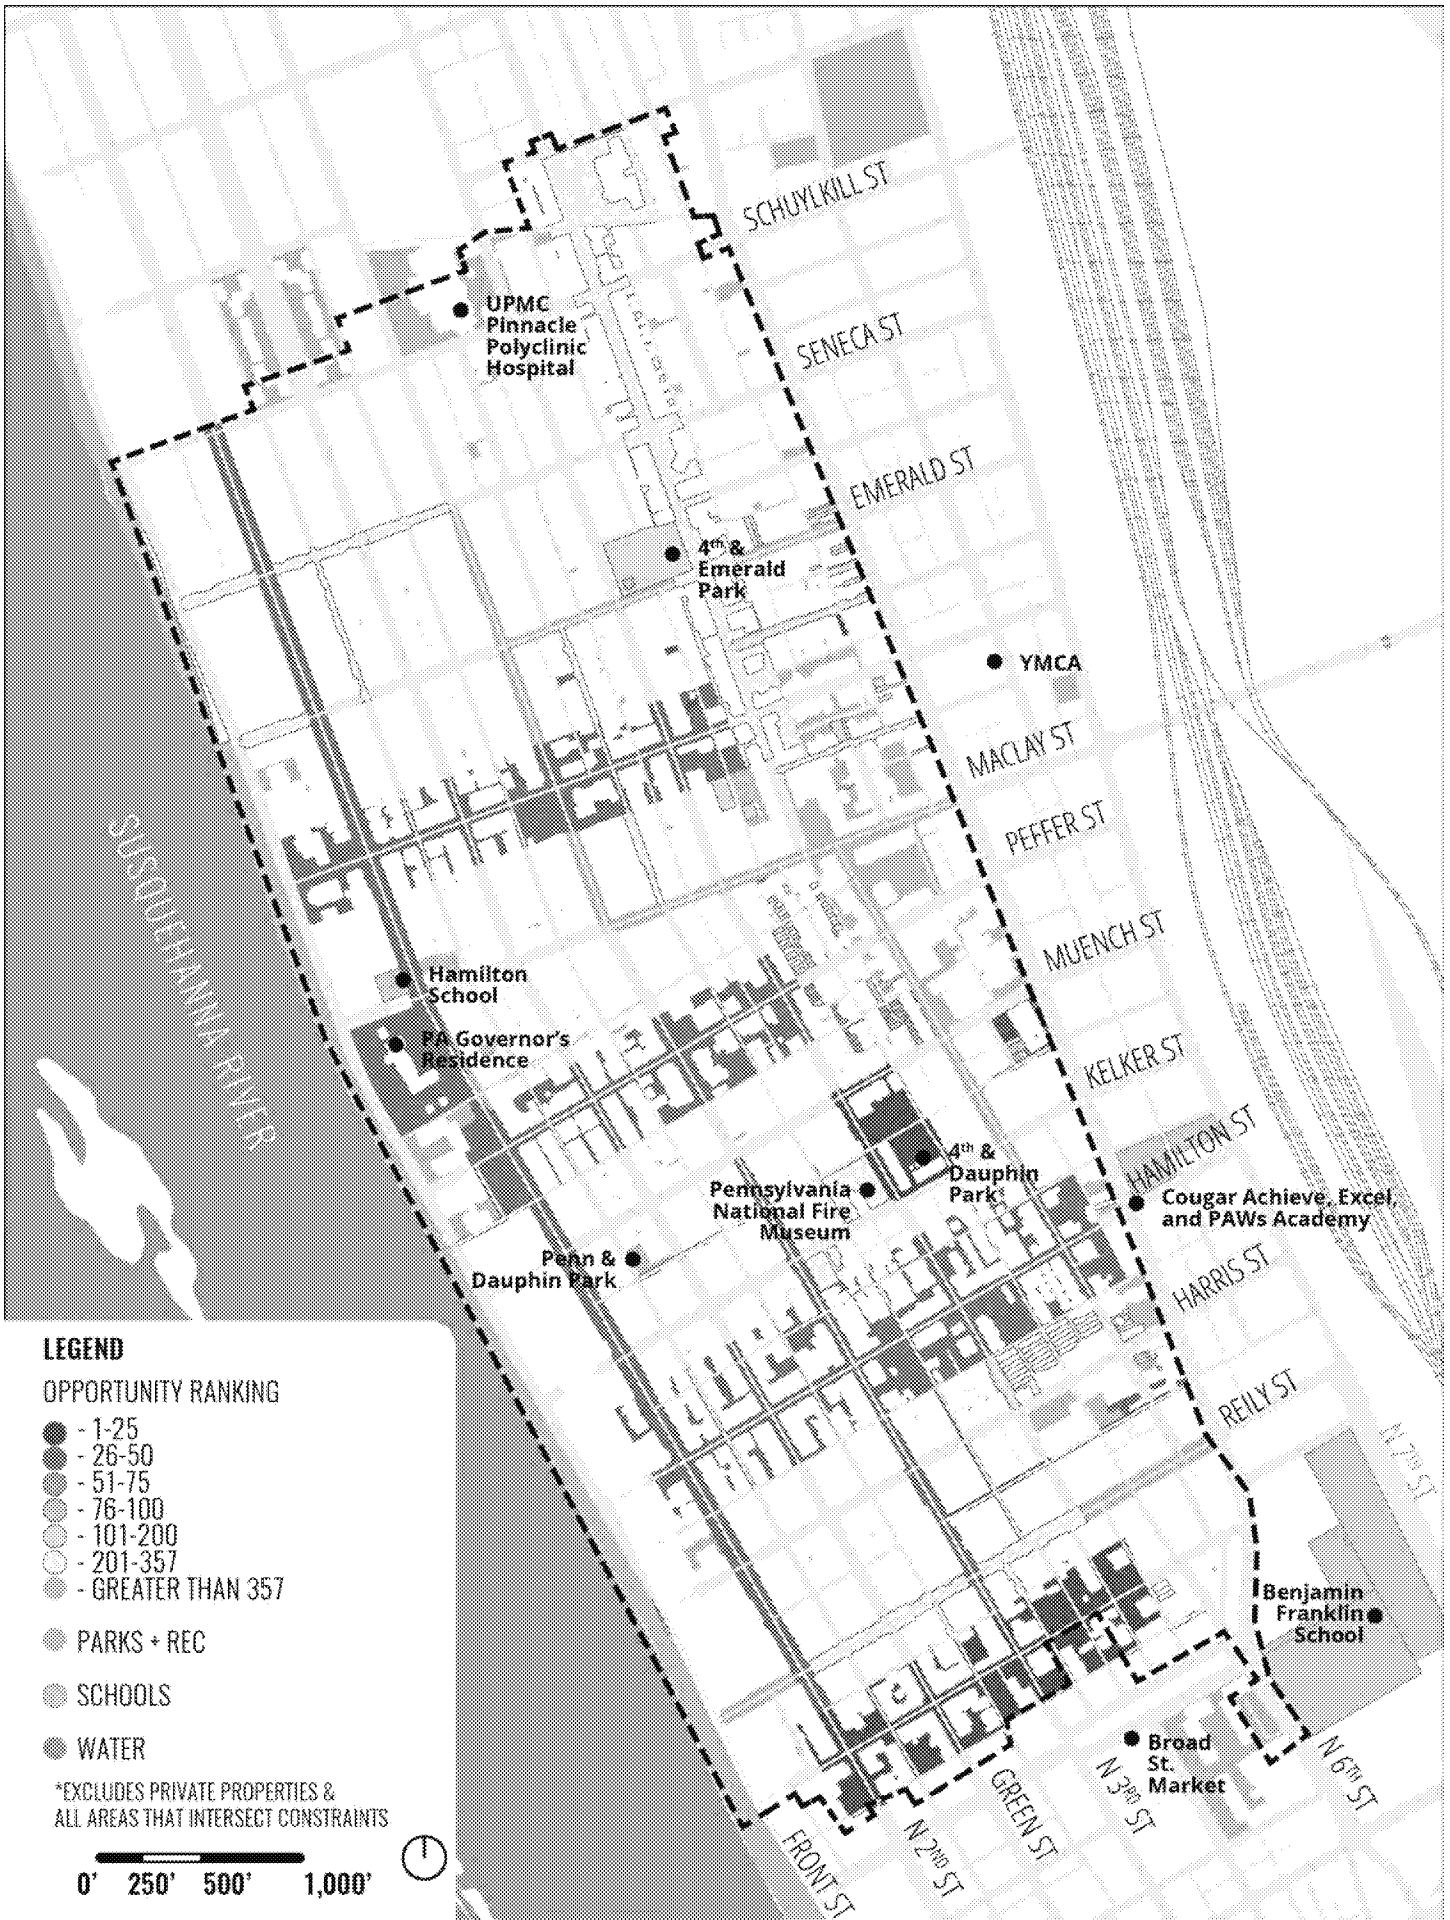 SCHUYLKILL ST
UPMC
Pinnacle
Polyclinic
Hospital
SENECA ST
EMERALD ST
4th &
Emerald
Park
YMCA
MACLAY ST
PEFFER ST
SUSQUEHANNA RIVER
MUENCH ST
Hamilton
School
PA Governor's
Residence
KELKER ST
HAMILTON ST
4th &
Dauphin
Park
Pennsylvania
National Fire
Museum
Cougar Achieve, Excel,
and PAWs Academy
Penn &
Dauphin Park
HARRIS ST
REILY ST
N 7TH ST
Benjamin
Franklin
School
Broad
St.
Market
N 6TH ST
N 3RD ST
GREEN ST
N 2ND ST
FRONT ST
LEGEND
OPPORTUNITY RANKING
- 1-25
- 26-50
- 51-75
- 76-100
- 101-200
- 201-357
- GREATER THAN 357
PARKS + REC
SCHOOLS
WATER
*EXCLUDES PRIVATE PROPERTIES &
ALL AREAS THAT INTERSECT CONSTRAINTS
0' 250' 500' 1,000'